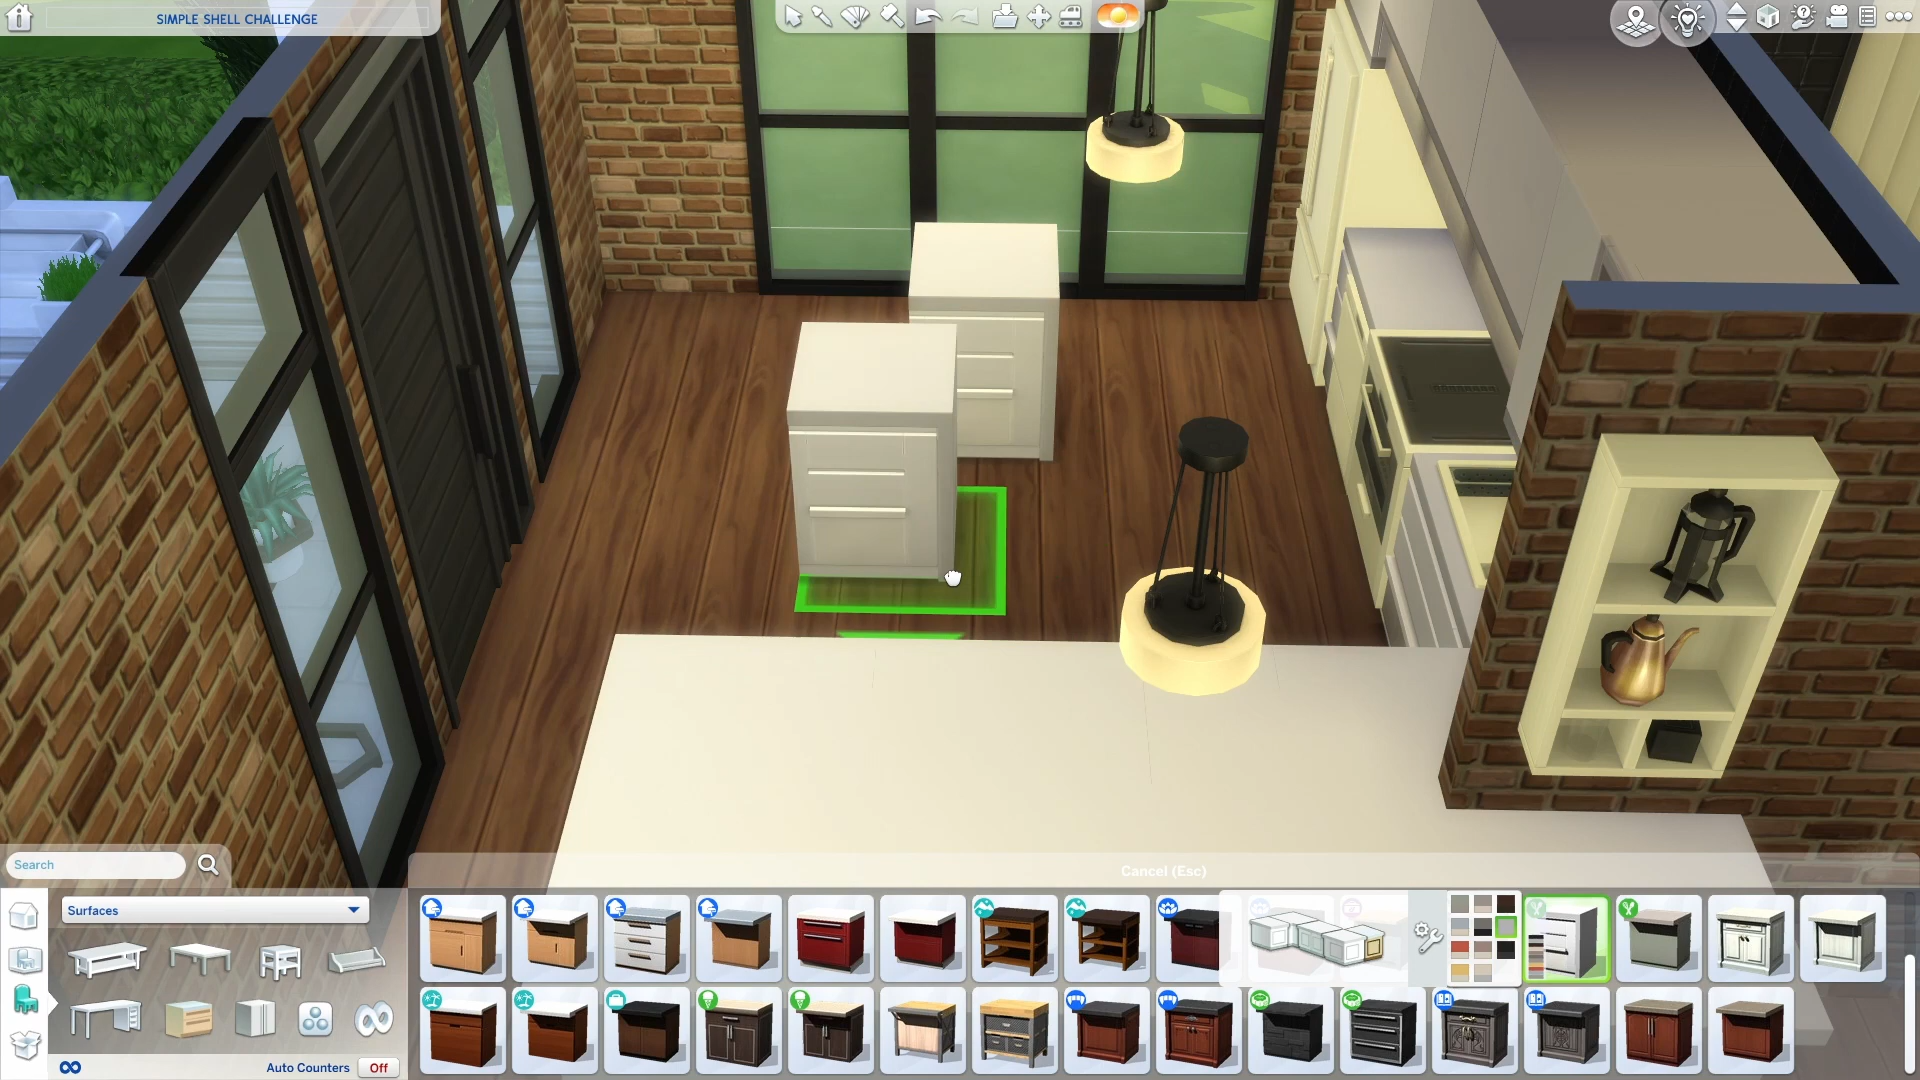 SIMPLE SHELL CHALLENGE
Search
Cancel (Esc)
Surfaces
Auto Counters Off